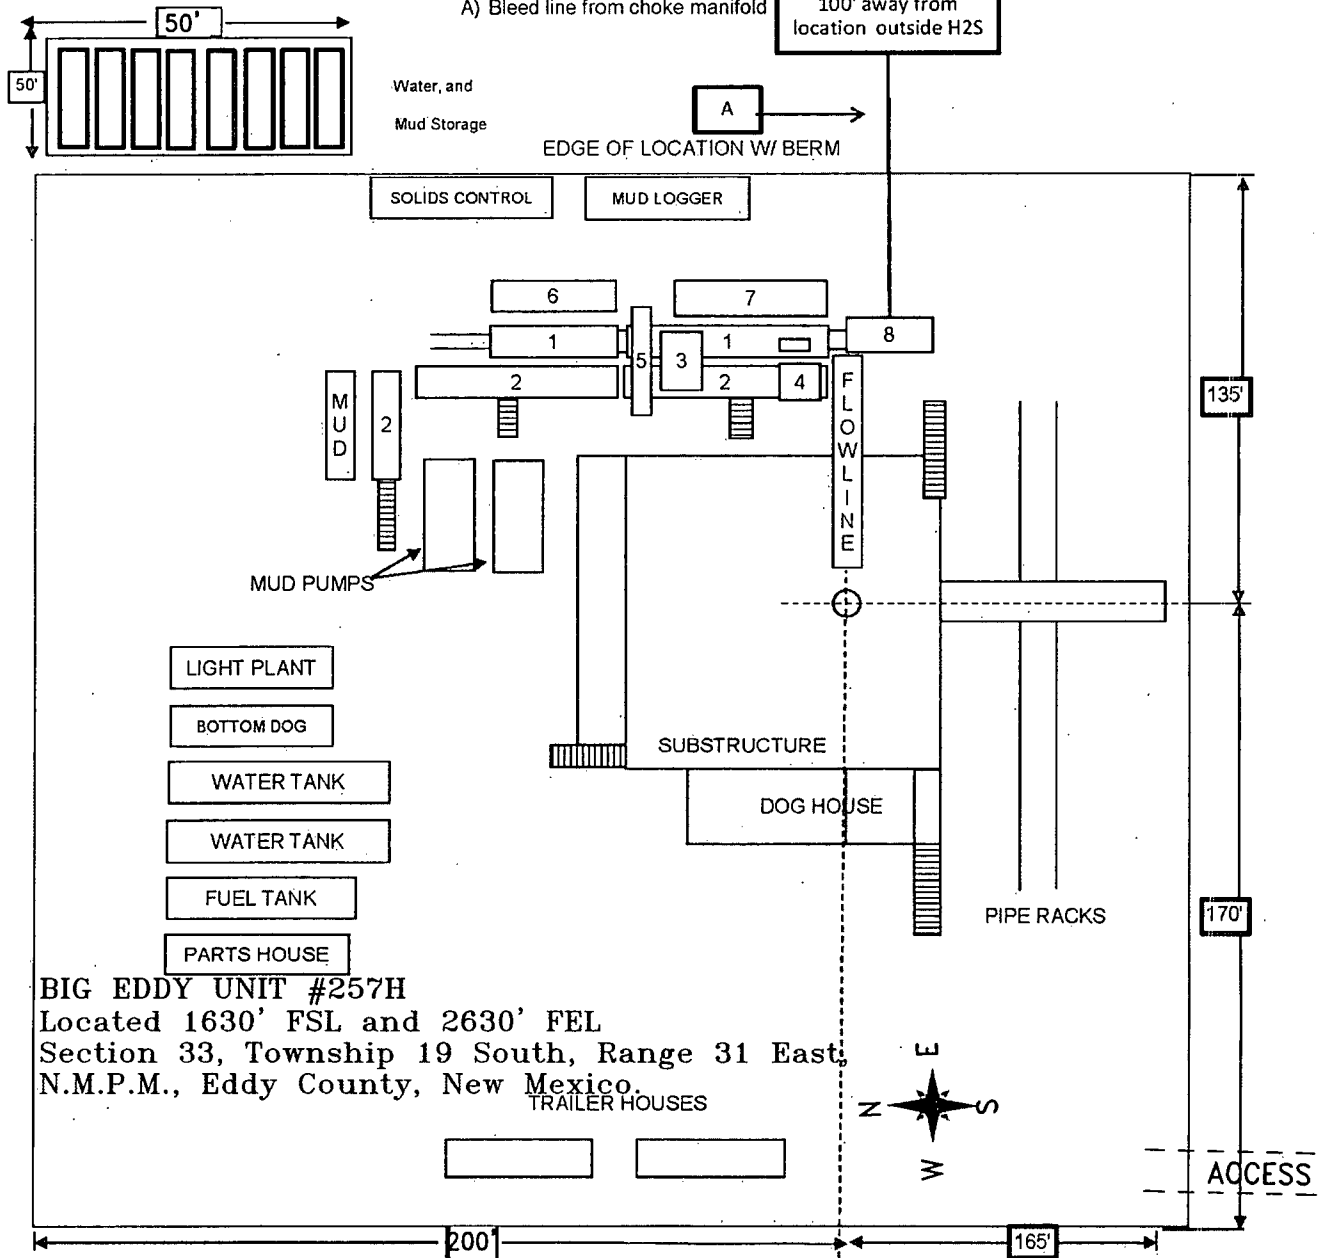 A) Bleed line from choke manifold
100' away from
location outside H2S
50'
50'
Water, and
Mud Storage
A
EDGE OF LOCATION W/ BERM
SOLIDS CONTROL
MUD LOGGER
6
7
1
1
8
5
3
2
2
4
MUD
2
FLOWLINE
135'
MUD PUMPS
LIGHT PLANT
BOTTOM DOG
SUBSTRUCTURE
WATER TANK
DOG HOUSE
WATER TANK
FUEL TANK
PIPE RACKS
170'
PARTS HOUSE
BIG EDDY UNIT #257H
Located 1630' FSL and 2630' FEL
Section 33, Township 19 South, Range 31 East,
N.M.P.M., Eddy County, New Mexico.
TRAILER HOUSES
E
N
S
W
ACCESS
200'
165'